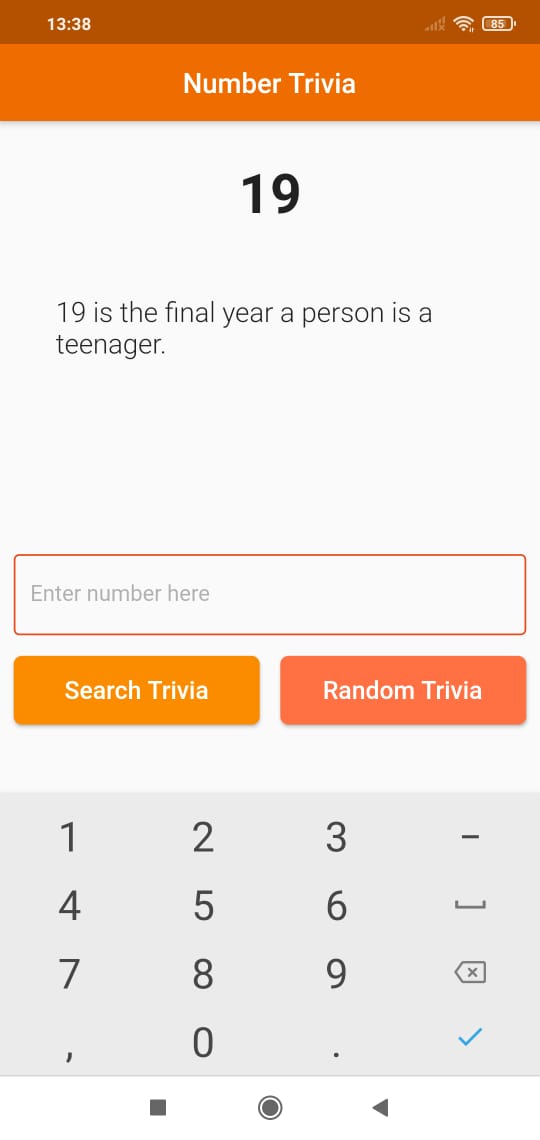 13:38
85
Number Trivia
19
19 is the final year a person is a
teenager.
Enter number here
Search Trivia
Random Trivia
1 2 3 -
4 5 6
7 8 9
, 0 .